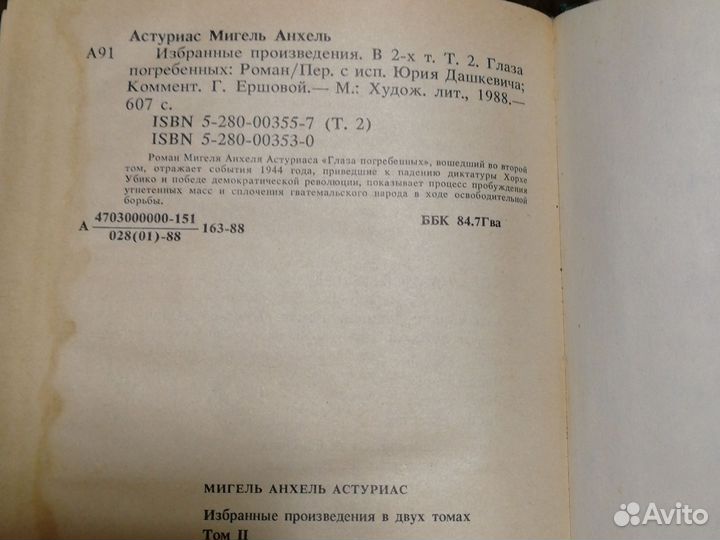 Астуриас Мигель Анхель
А91 Избранные произведения. В 2-х т. Т. 2. Глаза
погребенных: Роман/Пер. с исп. Юрия Дашкевича;
Коммент. Г. Ершовой.— М.: Худож. лит., 1988.—
607 с.
ISBN 5-280-00355-7 (Т. 2)
ISBN 5-280-00353-0
Роман Мигеля Анхеля Астуриаса «Глаза погребенных», вошедший во второй
том, отражает события 1944 года, приведшие к падению диктатуры Хорхе
Убико и победе демократической революции, показывает процесс пробуждения
угнетенных масс и сплочения гватемальского народа в ходе освободительной
борьбы.
А 4703000000-151 163-88 ББК 84.7Гва
028(01)-88
МИГЕЛЬ АНХЕЛЬ АСТУРИАС
Избранные произведения в двух томах
Том II
Avito